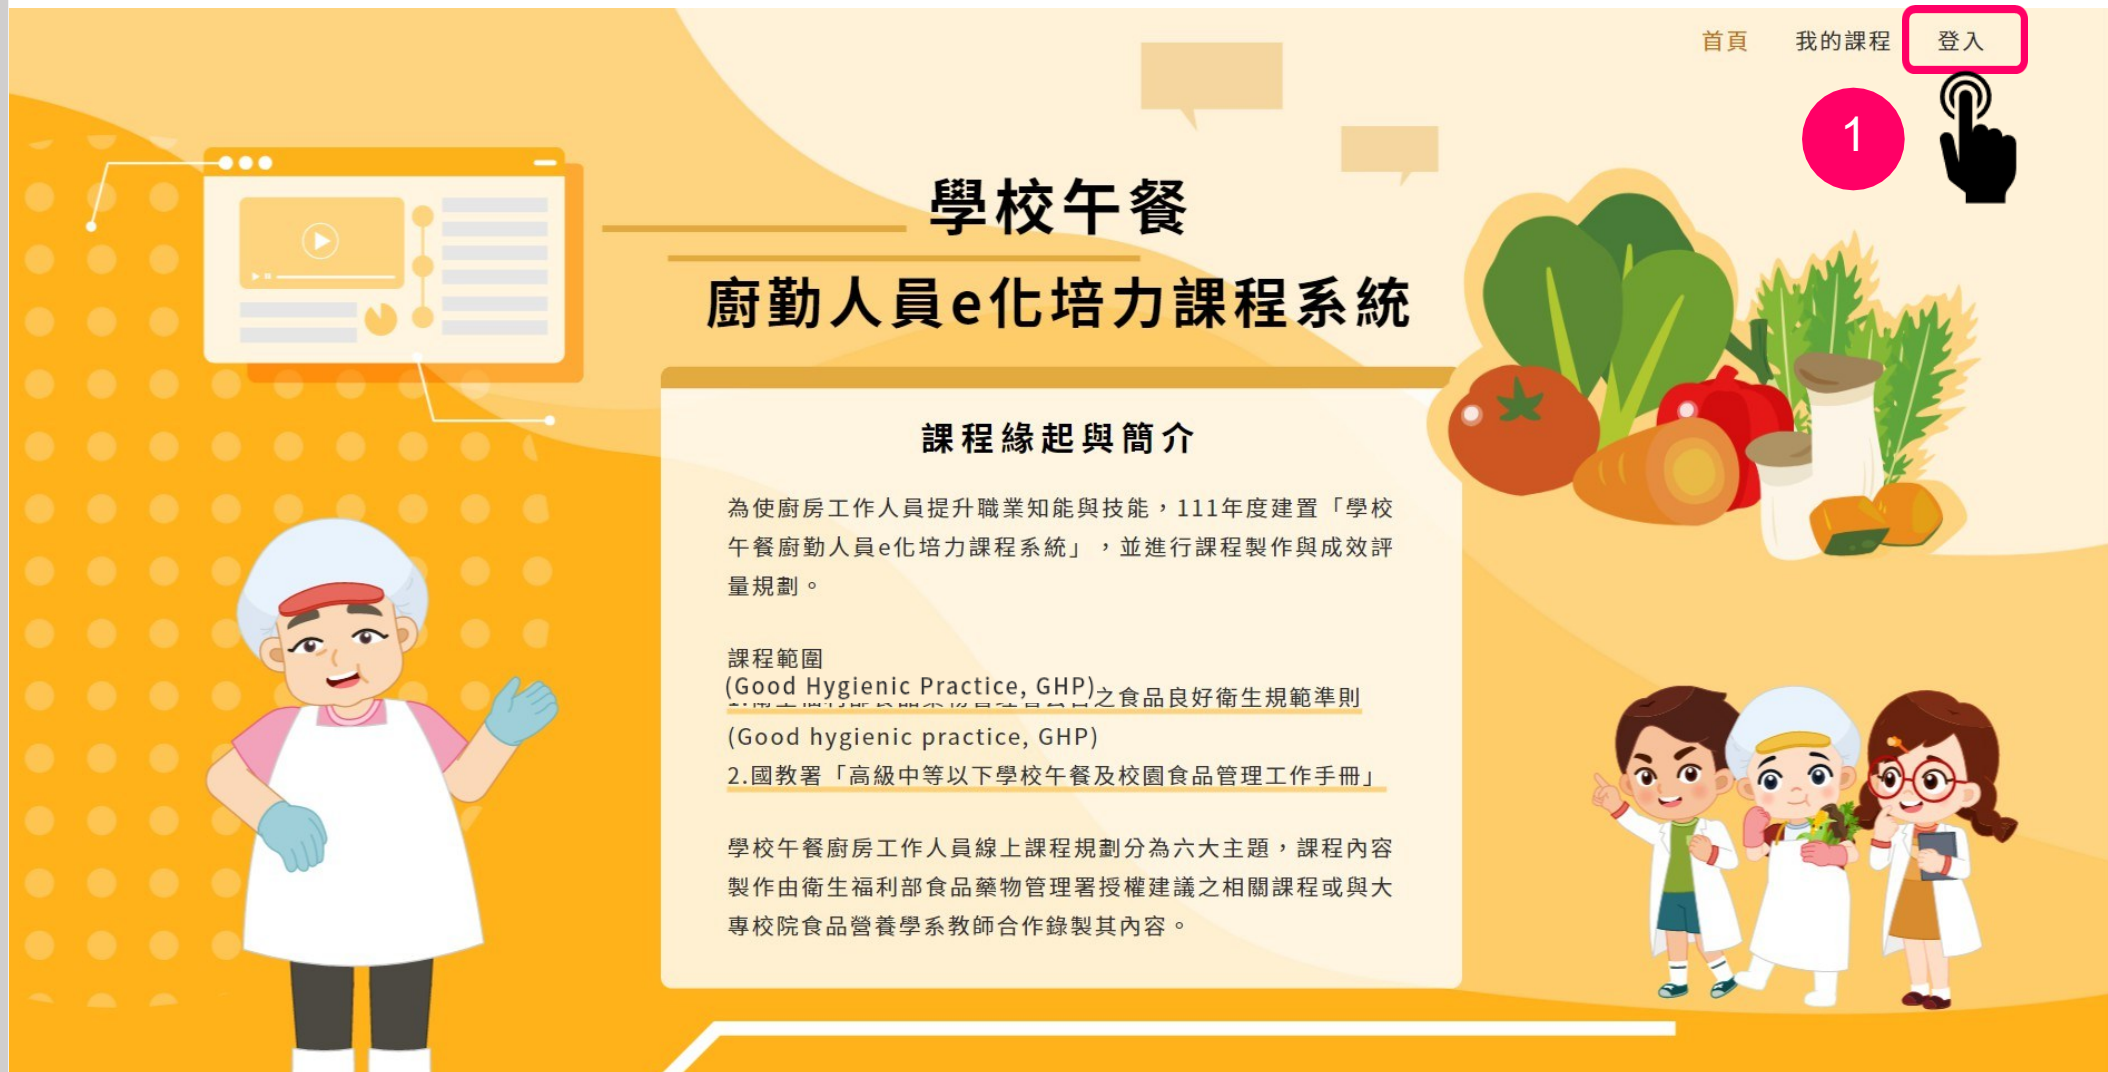 首頁 我的課程 登入
1
學校午餐
廚勤人員e化培力課程系統
課程緣起與簡介
為使廚房工作人員提升職業知能與技能，111年度建置「學校
午餐廚勤人員e化培力課程系統」，並進行課程製作與成效評
量規劃。
課程範圍
(Good Hygienic Practice, GHP)
之食品良好衛生規範準則
(Good hygienic practice, GHP)
2.國教署「高級中等以下學校午餐及校園食品管理工作手冊」
學校午餐廚房工作人員線上課程規劃分為六大主題，課程內容
製作由衛生福利部食品藥物管理署授權建議之相關課程或與大
專校院食品營養學系教師合作錄製其內容。